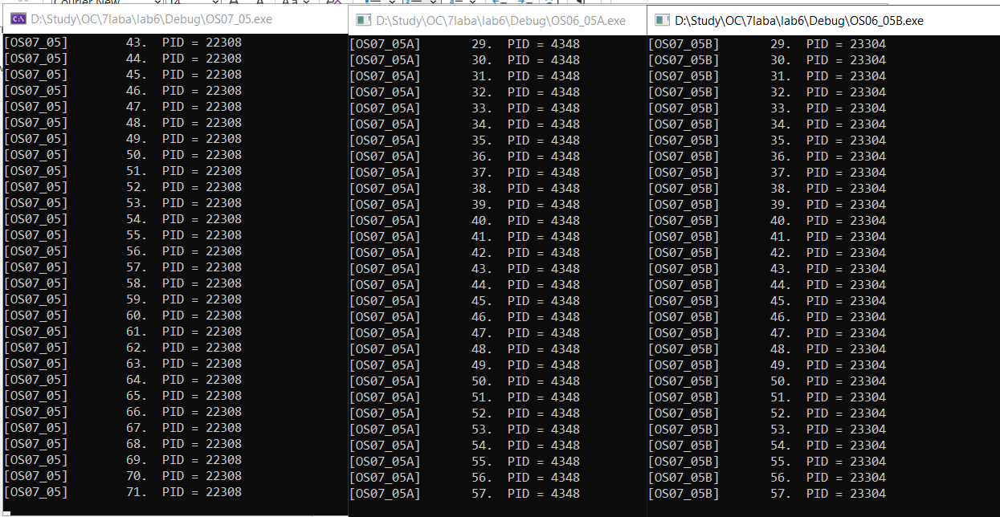 Courier New 14
D:\Study\OC\7laba\lab6\Debug\OS07_05.exe
[OS07_05] 43. PID = 22308
[OS07_05] 44. PID = 22308
[OS07_05] 45. PID = 22308
[OS07_05] 46. PID = 22308
[OS07_05] 47. PID = 22308
[OS07_05] 48. PID = 22308
[OS07_05] 49. PID = 22308
[OS07_05] 50. PID = 22308
[OS07_05] 51. PID = 22308
[OS07_05] 52. PID = 22308
[OS07_05] 53. PID = 22308
[OS07_05] 54. PID = 22308
[OS07_05] 55. PID = 22308
[OS07_05] 56. PID = 22308
[OS07_05] 57. PID = 22308
[OS07_05] 58. PID = 22308
[OS07_05] 59. PID = 22308
[OS07_05] 60. PID = 22308
[OS07_05] 61. PID = 22308
[OS07_05] 62. PID = 22308
[OS07_05] 63. PID = 22308
[OS07_05] 64. PID = 22308
[OS07_05] 65. PID = 22308
[OS07_05] 66. PID = 22308
[OS07_05] 67. PID = 22308
[OS07_05] 68. PID = 22308
[OS07_05] 69. PID = 22308
[OS07_05] 70. PID = 22308
[OS07_05] 71. PID = 22308
D:\Study\OC\7laba\lab6\Debug\OS06_05A.exe
[OS07_05A] 29. PID = 4348
[OS07_05A] 30. PID = 4348
[OS07_05A] 31. PID = 4348
[OS07_05A] 32. PID = 4348
[OS07_05A] 33. PID = 4348
[OS07_05A] 34. PID = 4348
[OS07_05A] 35. PID = 4348
[OS07_05A] 36. PID = 4348
[OS07_05A] 37. PID = 4348
[OS07_05A] 38. PID = 4348
[OS07_05A] 39. PID = 4348
[OS07_05A] 40. PID = 4348
[OS07_05A] 41. PID = 4348
[OS07_05A] 42. PID = 4348
[OS07_05A] 43. PID = 4348
[OS07_05A] 44. PID = 4348
[OS07_05A] 45. PID = 4348
[OS07_05A] 46. PID = 4348
[OS07_05A] 47. PID = 4348
[OS07_05A] 48. PID = 4348
[OS07_05A] 49. PID = 4348
[OS07_05A] 50. PID = 4348
[OS07_05A] 51. PID = 4348
[OS07_05A] 52. PID = 4348
[OS07_05A] 53. PID = 4348
[OS07_05A] 54. PID = 4348
[OS07_05A] 55. PID = 4348
[OS07_05A] 56. PID = 4348
[OS07_05A] 57. PID = 4348
D:\Study\OC\7laba\lab6\Debug\OS06_05B.exe
[OS07_05B] 29. PID = 23304
[OS07_05B] 30. PID = 23304
[OS07_05B] 31. PID = 23304
[OS07_05B] 32. PID = 23304
[OS07_05B] 33. PID = 23304
[OS07_05B] 34. PID = 23304
[OS07_05B] 35. PID = 23304
[OS07_05B] 36. PID = 23304
[OS07_05B] 37. PID = 23304
[OS07_05B] 38. PID = 23304
[OS07_05B] 39. PID = 23304
[OS07_05B] 40. PID = 23304
[OS07_05B] 41. PID = 23304
[OS07_05B] 42. PID = 23304
[OS07_05B] 43. PID = 23304
[OS07_05B] 44. PID = 23304
[OS07_05B] 45. PID = 23304
[OS07_05B] 46. PID = 23304
[OS07_05B] 47. PID = 23304
[OS07_05B] 48. PID = 23304
[OS07_05B] 49. PID = 23304
[OS07_05B] 50. PID = 23304
[OS07_05B] 51. PID = 23304
[OS07_05B] 52. PID = 23304
[OS07_05B] 53. PID = 23304
[OS07_05B] 54. PID = 23304
[OS07_05B] 55. PID = 23304
[OS07_05B] 56. PID = 23304
[OS07_05B] 57. PID = 23304